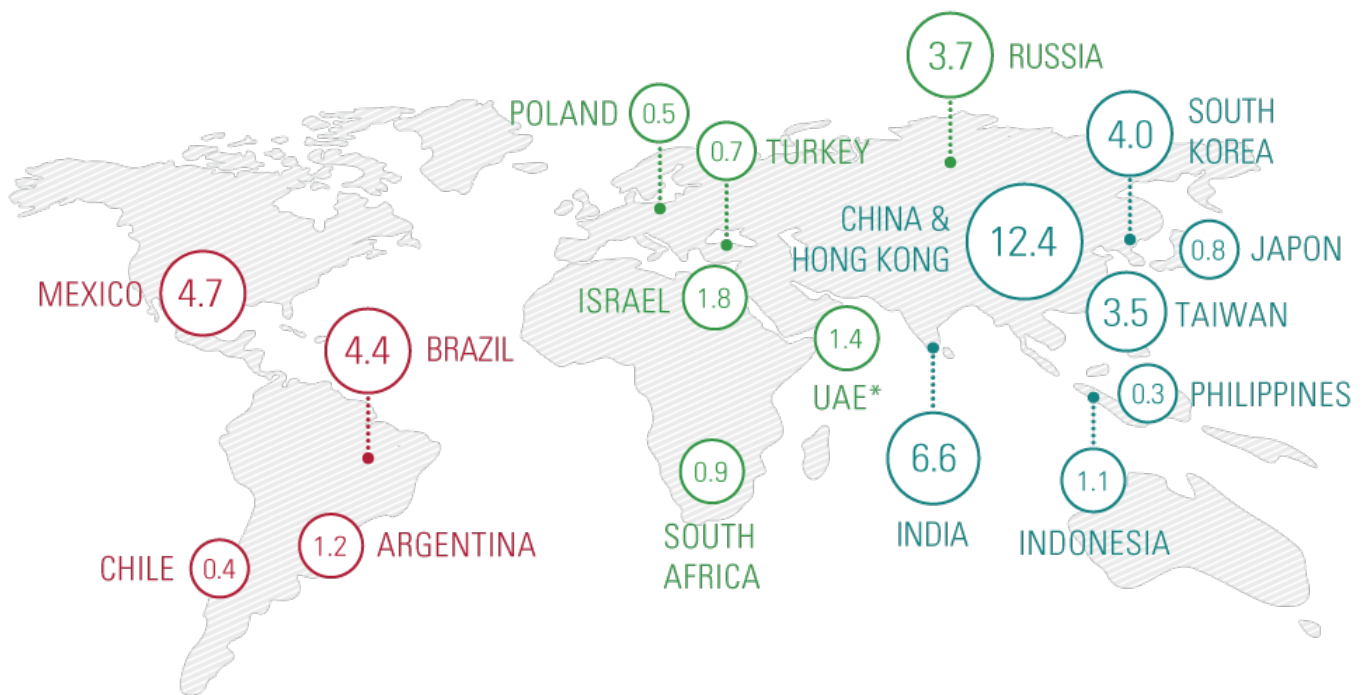 3.7 RUSSIA
POLAND 0.5
SOUTH
KOREA
4.0
0.7 TURKEY
CHINA &
HONG KONG
12.4
0.8 JAPON
MEXICO 4.7
ISRAEL 1.8
3.5 TAIWAN
4.4 BRAZIL
1.4
UAE*
0.3 PHILIPPINES
6.6
INDIA
0.9
SOUTH
AFRICA
1.1
INDONESIA
1.2 ARGENTINA
CHILE 0.4